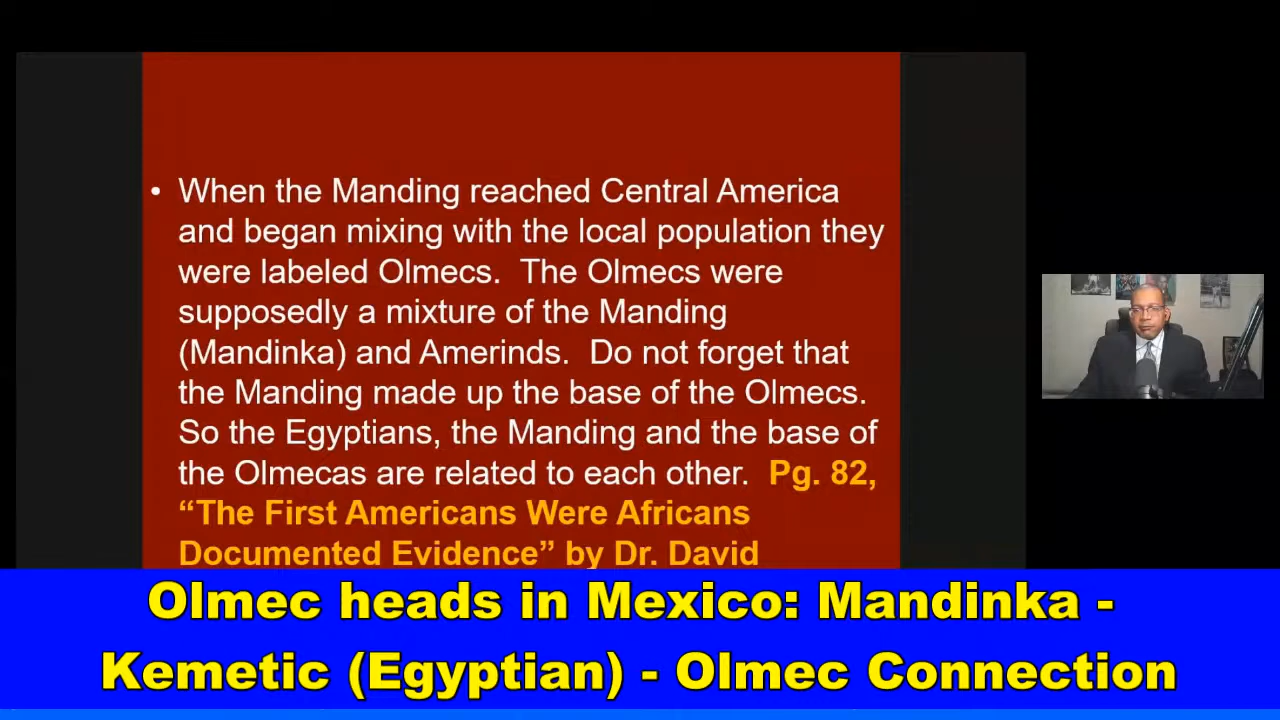 • When the Manding reached Central America
and began mixing with the local population they
were labeled Olmecs.  The Olmecs were
supposedly a mixture of the Manding
(Mandinka) and Amerinds.  Do not forget that
the Manding made up the base of the Olmecs.
So the Egyptians, the Manding and the base of
the Olmecas are related to each other.  Pg. 82,
“The First Americans Were Africans
Documented Evidence” by Dr. David
Olmec heads in Mexico: Mandinka -
Kemetic (Egyptian) - Olmec Connection